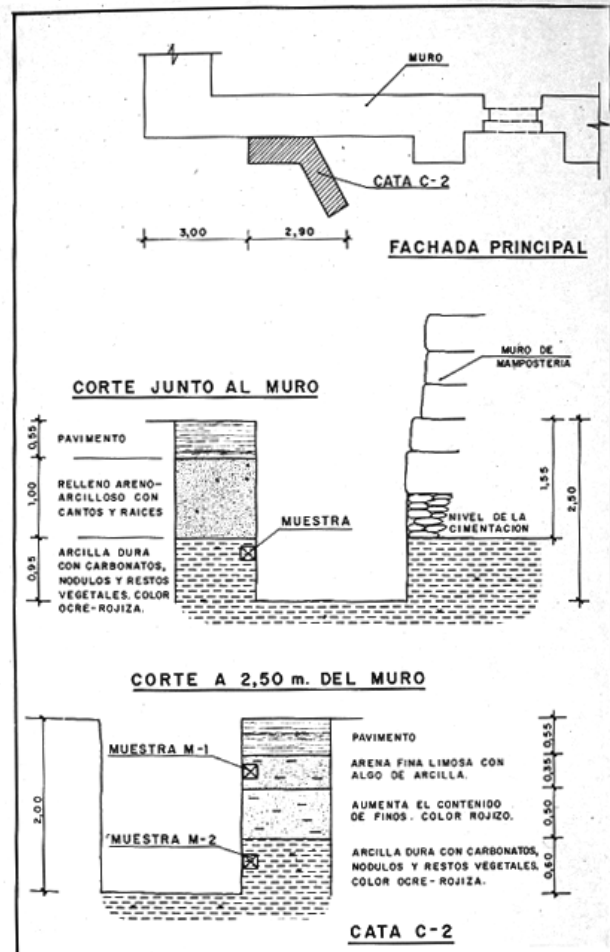 MURO
CATA C-2
3,00
2,90
FACHADA PRINCIPAL
MURO DE
MAMPOSTERIA
CORTE JUNTO AL MURO
0,55
PAVIMENTO
1,00
RELLENO ARENO-
ARCILLOSO CON
CANTOS Y RAICES
0,95
ARCILLA DURA
CON CARBONATOS,
NODULOS Y RESTOS
VEGETALES. COLOR
OCRE-ROJIZA.
MUESTRA
NIVEL DE LA
CIMENTACION
1,55
2,50
CORTE A 2,50 m. DEL MURO
2,00
MUESTRA M-1
MUESTRA M-2
PAVIMENTO
0,55
ARENA FINA LIMOSA CON
ALGO DE ARCILLA.
0,35
AUMENTA EL CONTENIDO
DE FINOS. COLOR ROJIZO.
0,50
ARCILLA DURA CON CARBONATOS,
NODULOS Y RESTOS VEGETALES.
COLOR OCRE-ROJIZA.
0,60
CATA C-2